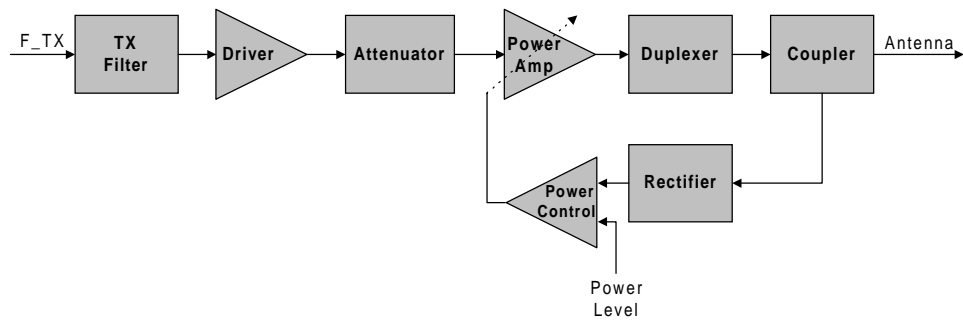 F_TX
TX
Filter
Driver
Attenuator
Power
Amp
Duplexer
Coupler
Antenna
Power
Control
Rectifier
Power
Level